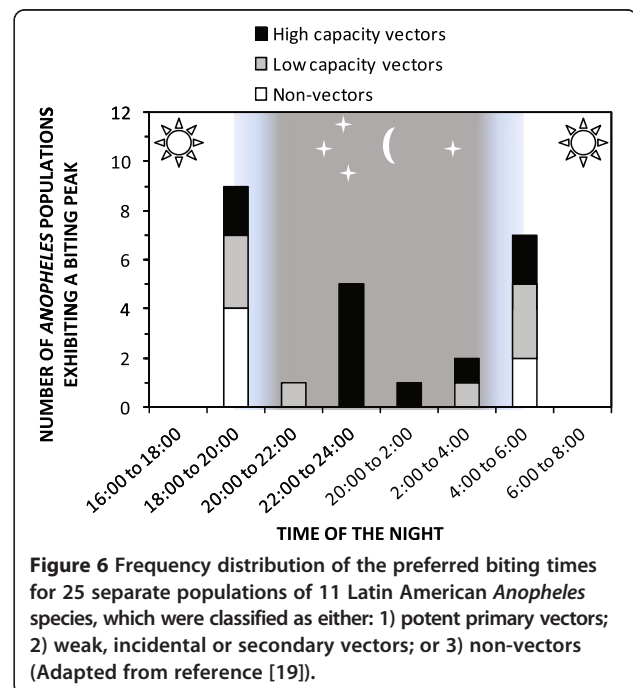 High capacity vectors
Low capacity vectors
Non-vectors
NUMBER OF ANOPHELES POPULATIONS
EXHIBITING A BITING PEAK
12
10
8
6
4
2
0
16:00 to 18:00
18:00 to 20:00
20:00 to 22:00
22:00 to 24:00
20:00 to 2:00
2:00 to 4:00
4:00 to 6:00
6:00 to 8:00
TIME OF THE NIGHT
Figure 6 Frequency distribution of the preferred biting times
for 25 separate populations of 11 Latin American Anopheles
species, which were classified as either: 1) potent primary vectors;
2) weak, incidental or secondary vectors; or 3) non-vectors
(Adapted from reference [19]).